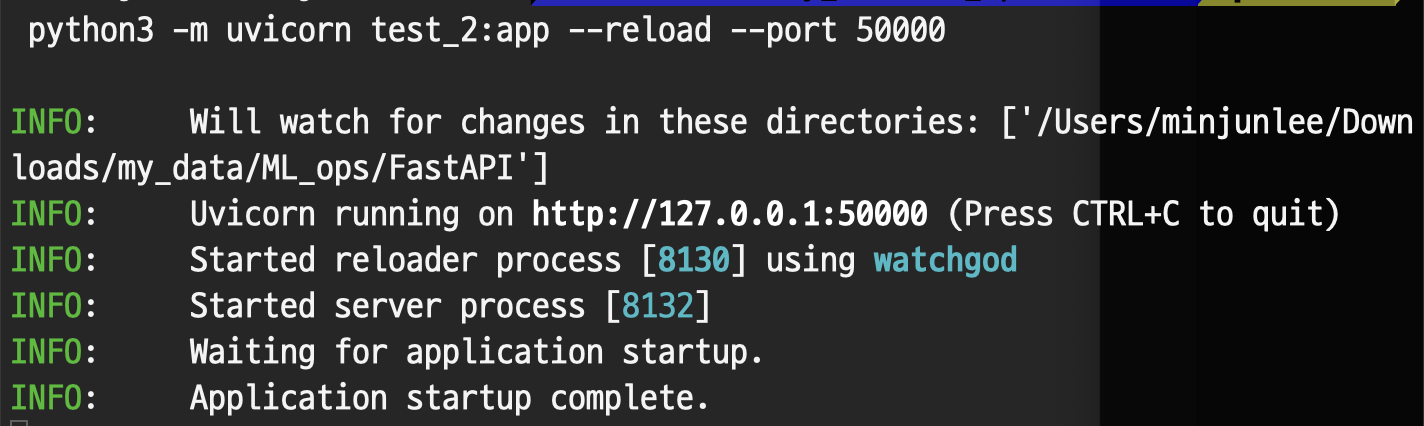 python3 -m uvicorn test_2:app --reload --port 50000
INFO:     Will watch for changes in these directories: ['/Users/minjunlee/Down
loads/my_data/ML_ops/FastAPI']
INFO:     Uvicorn running on http://127.0.0.1:50000 (Press CTRL+C to quit)
INFO:     Started reloader process [8130] using watchgod
INFO:     Started server process [8132]
INFO:     Waiting for application startup.
INFO:     Application startup complete.